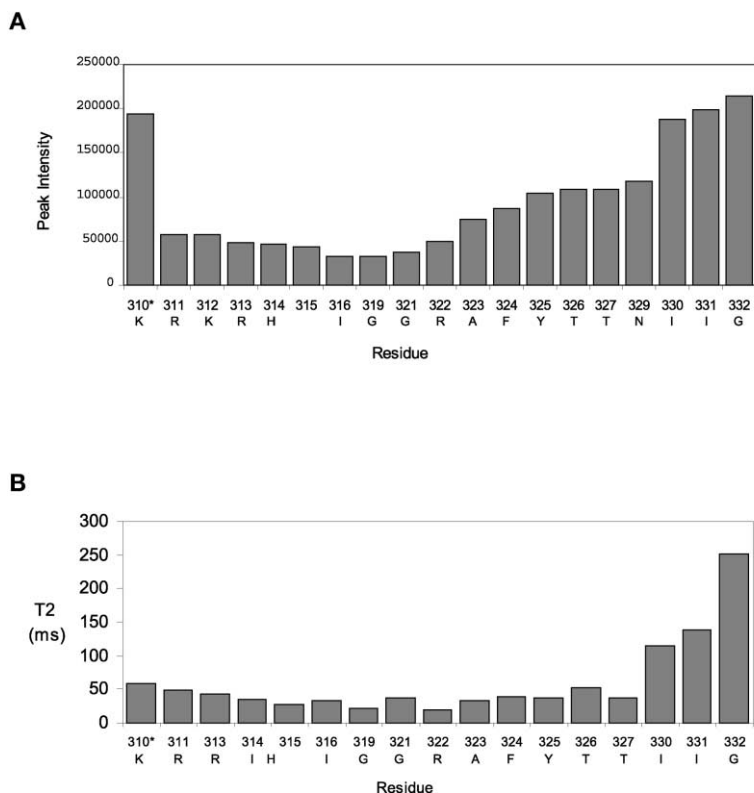 A
250000
200000
150000
100000
50000
0
Peak Intensity
310* 311 312 313 314 315 316 319 321 322 323 324 325 326 327 329 330 331 332
K R K R H I G G R A F Y T T N I I G
Residue
B
300
250
200
150
100
50
0
T2
(ms)
310* 311 313 314 315 316 319 321 322 323 324 325 326 327 330 331 332
K R R I H I G G R A F Y T T I I G
Residue